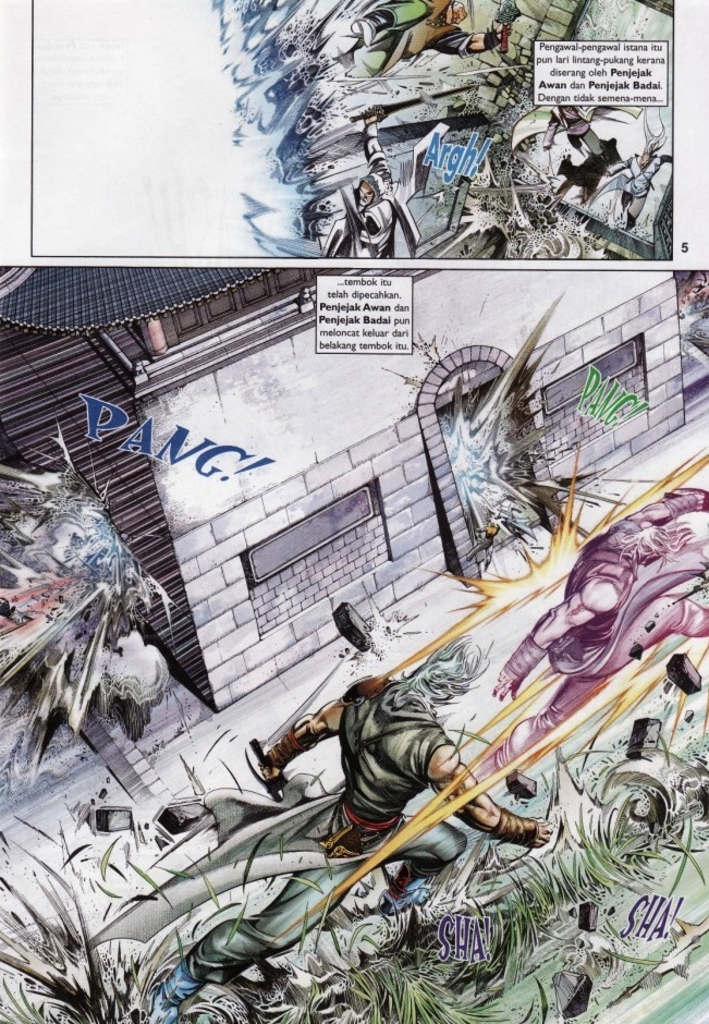 Pengawal-pengawal istana itu
pun lari lintang-pukang kerana
diserang oleh Penjejak
Awan dan Penjejak Badai.
Dengan tidak semena-mena...
Argh!
5
...tembok itu
telah dipecahkan.
Penjejak Awan dan
Penjejak Badai pun
meloncat keluar dari
belakang tembok itu.
PANG!
PANG!
SHA!
SHA!